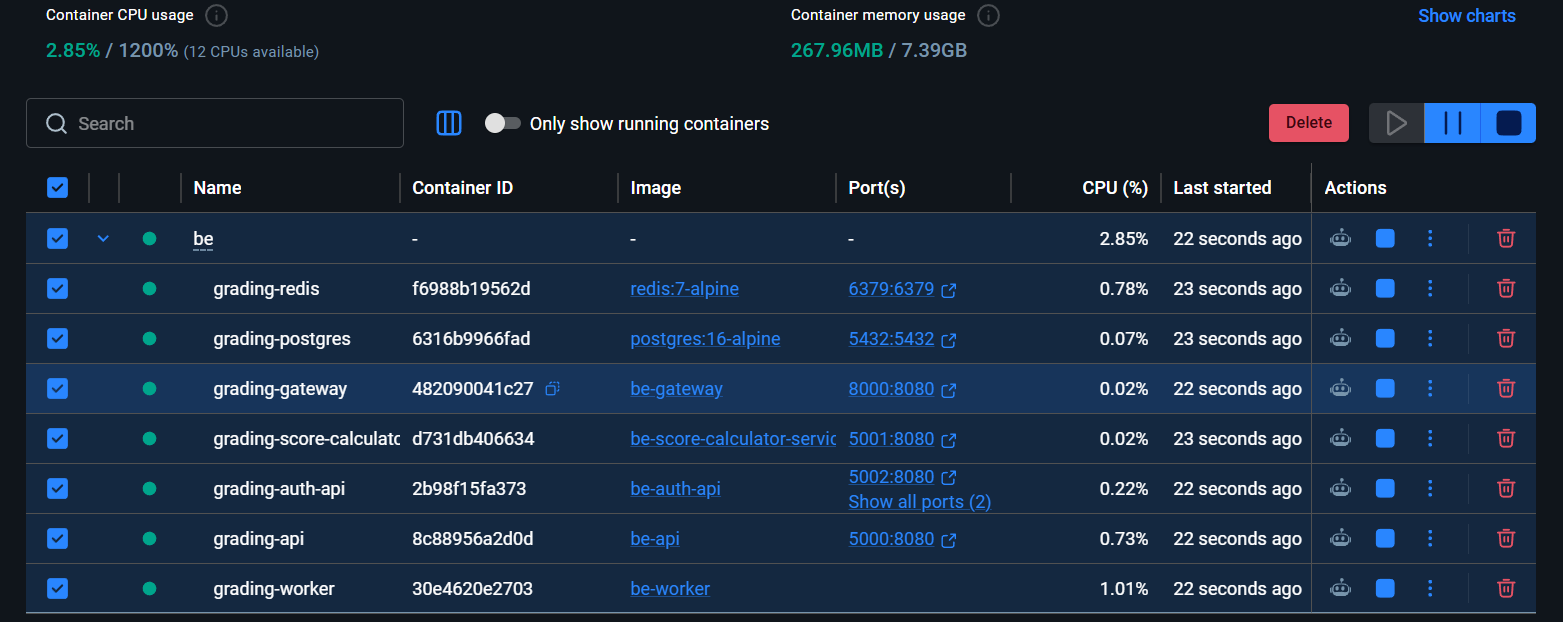 Container CPU usage
2.85% / 1200% (12 CPUs available)
Container memory usage
267.96MB / 7.39GB
Show charts
Search
Only show running containers
Delete
Name Container ID Image Port(s) CPU (%) Last started Actions
be - - - 2.85% 22 seconds ago
grading-redis f6988b19562d redis:7-alpine 6379:6379 0.78% 23 seconds ago
grading-postgres 6316b9966fad postgres:16-alpine 5432:5432 0.07% 23 seconds ago
grading-gateway 482090041c27 be-gateway 8000:8080 0.02% 22 seconds ago
grading-score-calculato d731db406634 be-score-calculator-servic 5001:8080 0.02% 23 seconds ago
grading-auth-api 2b98f15fa373 be-auth-api 5002:8080 0.22% 22 seconds ago
Show all ports (2)
grading-api 8c88956a2d0d be-api 5000:8080 0.73% 22 seconds ago
grading-worker 30e4620e2703 be-worker 1.01% 22 seconds ago